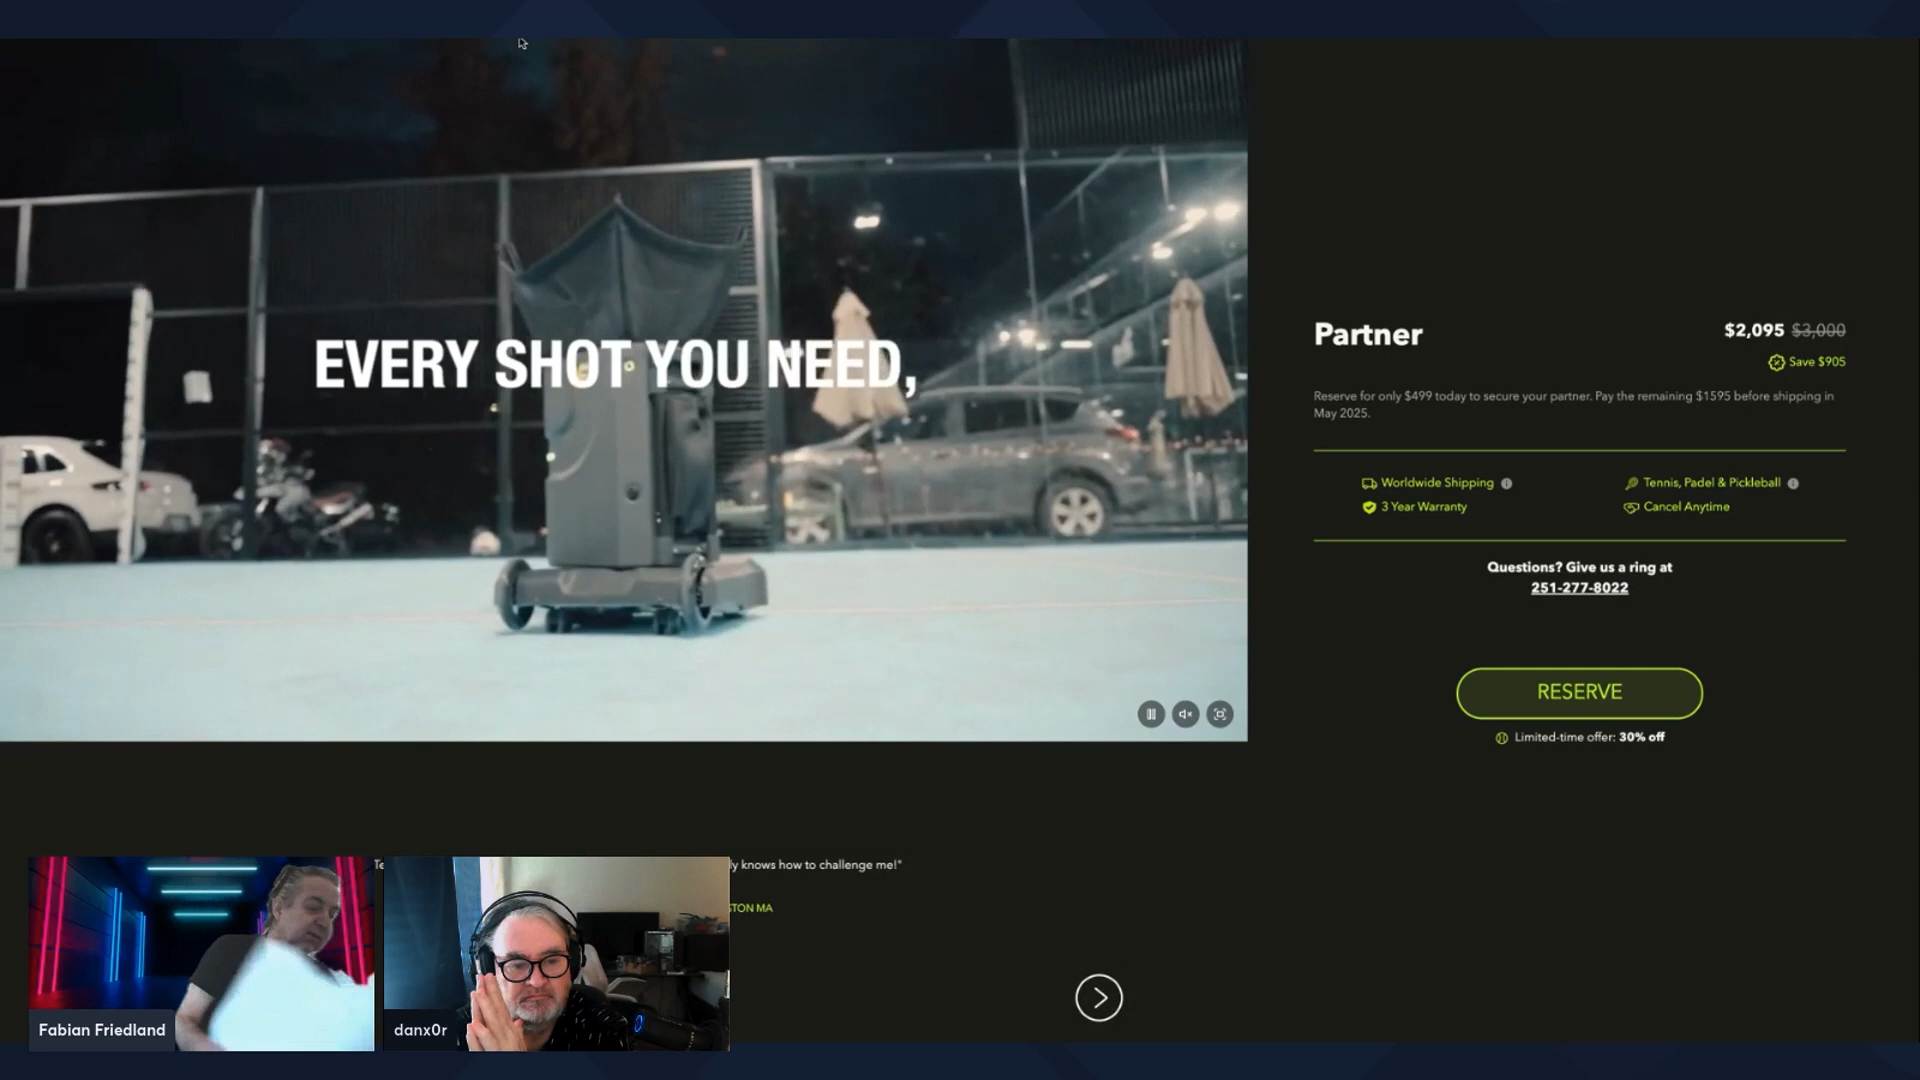 EVERY SHOT YOU NEED,
Partner
$2,095 $3,000
Save $905
Reserve for only $499 today to secure your partner. Pay the remaining $1595 before shipping in
May 2025.
Worldwide Shipping
Tennis, Padel & Pickleball
3 Year Warranty
Cancel Anytime
Questions? Give us a ring at
251-277-8022
RESERVE
Limited-time offer: 30% off
knows how to challenge me!"
MA
Fabian Friedland
danx0r